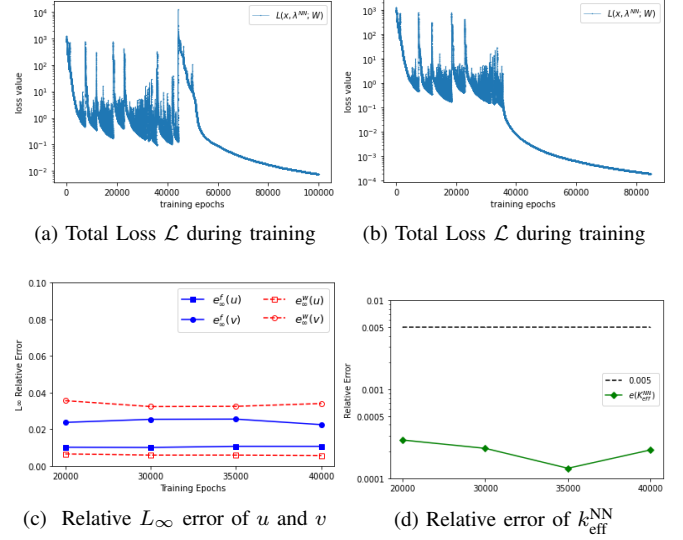 10⁴
10³
10²
10¹
10⁰
10⁻¹
10⁻²
loss value
L(x, λᴺᴺ; W)
0 20000 40000 60000 80000 100000
training epochs
(a) Total Loss ℒ during training
10³
10²
10¹
10⁰
10⁻¹
10⁻²
10⁻³
10⁻⁴
loss value
L(x, λᴺᴺ; W)
0 20000 40000 60000 80000
training epochs
(b) Total Loss ℒ during training
0.10
0.08
0.06
0.04
0.02
0.00
L∞ Relative Error
e^f_∞(u) e^w_∞(u)
e^f_∞(v) e^w_∞(v)
20000 30000 35000 40000
Training Epochs
(c) Relative L∞ error of u and v
0.01
0.005
0.001
0.0005
0.0001
Relative Error
0.005
e(K^NN_eff)
20000 30000 35000 40000
(d) Relative error of k^NN_eff